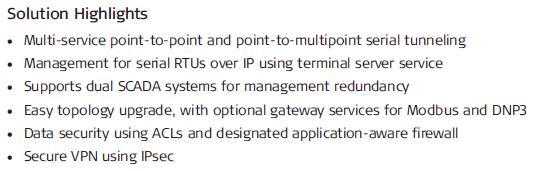 Solution Highlights
• Multi-service point-to-point and point-to-multipoint serial tunneling
• Management for serial RTUs over IP using terminal server service
• Supports dual SCADA systems for management redundancy
• Easy topology upgrade, with optional gateway services for Modbus and DNP3
• Data security using ACLs and designated application-aware firewall
• Secure VPN using IPsec